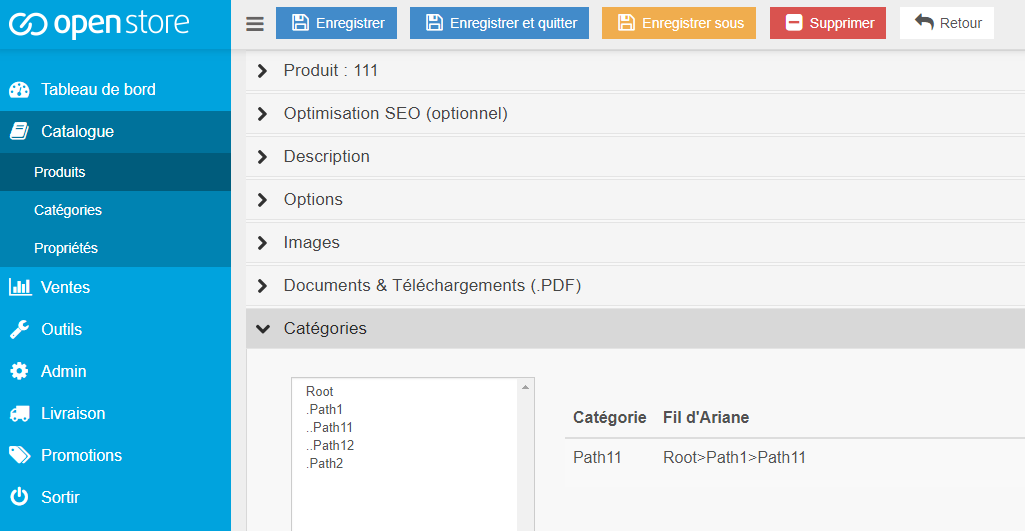 openstore
Enregistrer
Enregistrer et quitter
Enregistrer sous
Supprimer
Retour
Tableau de bord
Catalogue
Produits
Catégories
Propriétés
Ventes
Outils
Admin
Livraison
Promotions
Sortir
Produit : 111
Optimisation SEO (optionnel)
Description
Options
Images
Documents & Téléchargements (.PDF)
Catégories
Root
.Path1
..Path11
..Path12
.Path2
Catégorie Fil d'Ariane
Path11 Root>Path1>Path11